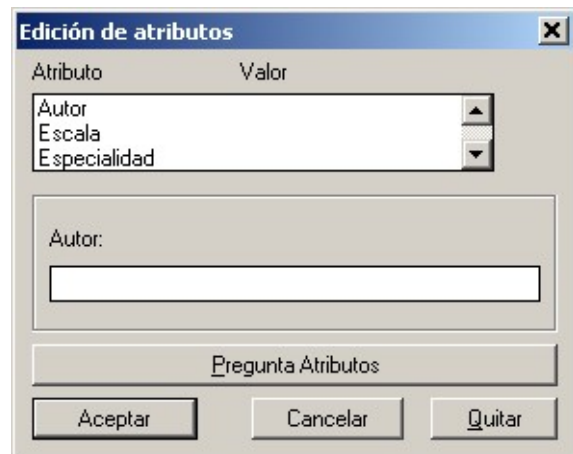 Edición de atributos
Atributo Valor
Autor
Escala
Especialidad
Autor:
Pregunta Atributos
Aceptar Cancelar Quitar